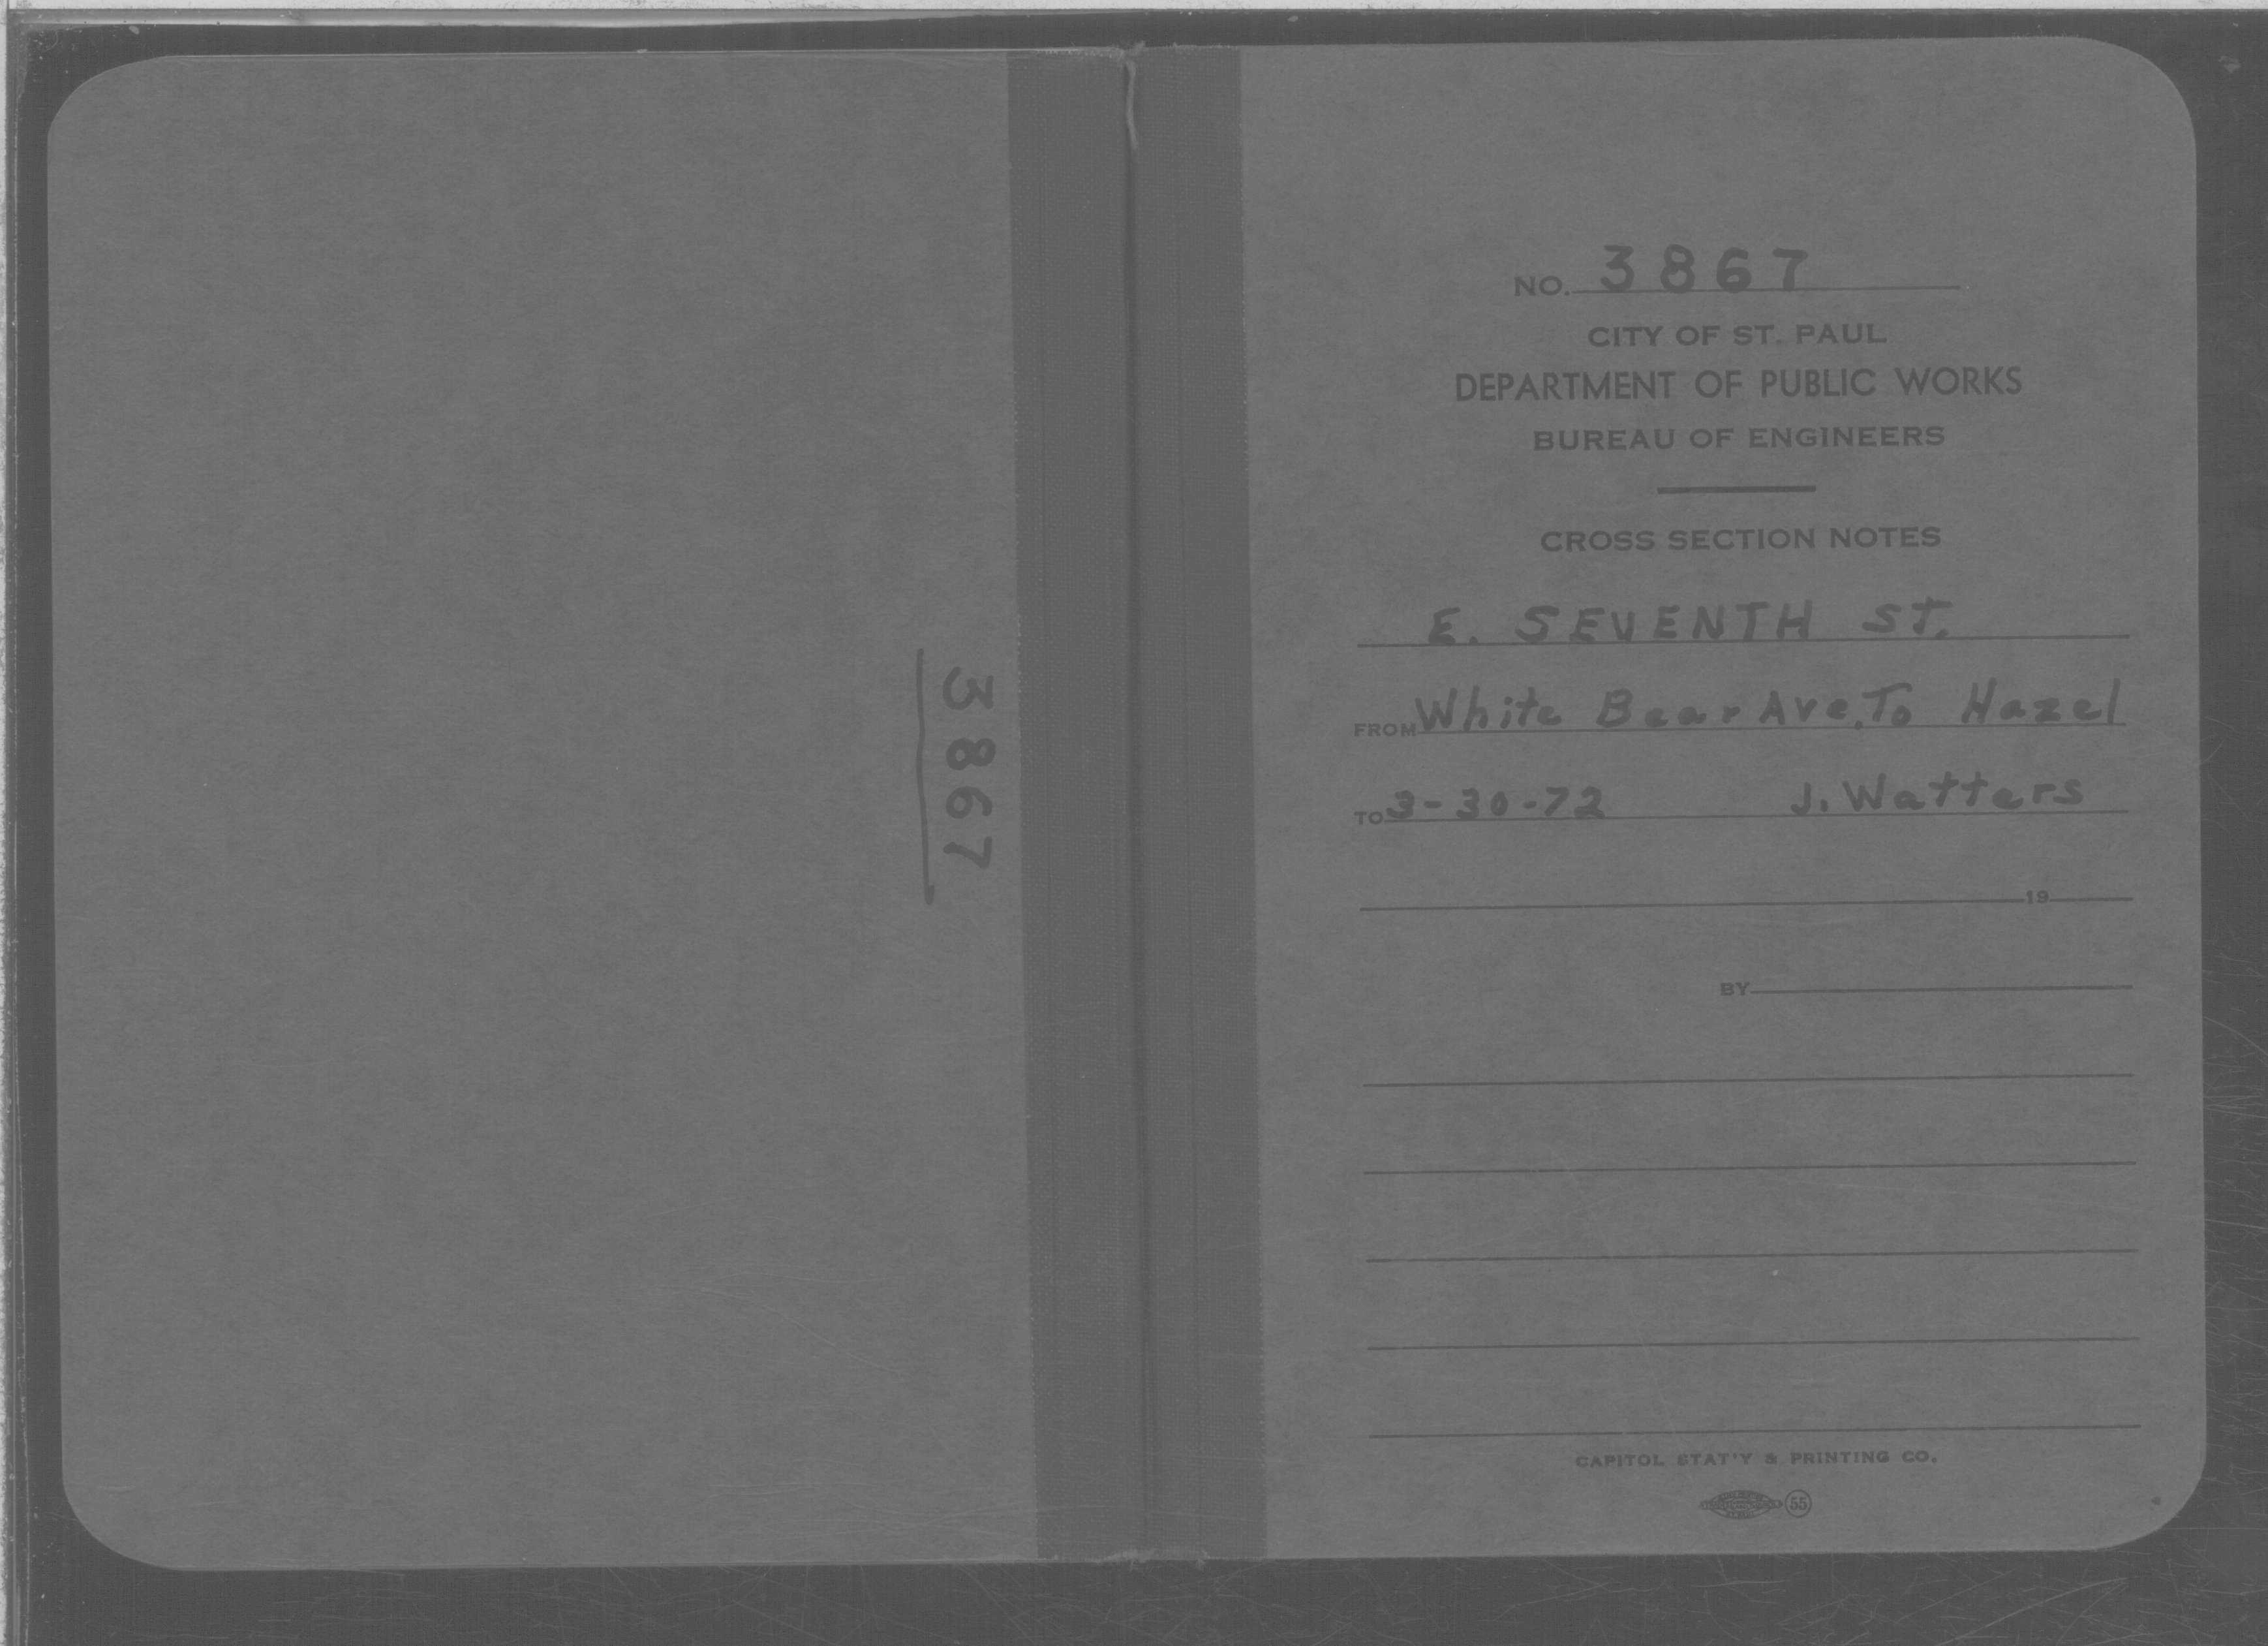 3867
NO. 3867
CITY OF ST. PAUL
DEPARTMENT OF PUBLIC WORKS
BUREAU OF ENGINEERS
CROSS SECTION NOTES
E. SEVENTH ST.
FROM White Bear Ave. To Hazel
TO 3-30-72 J. Watters
19
BY
CAPITOL STAT'Y & PRINTING CO.
55